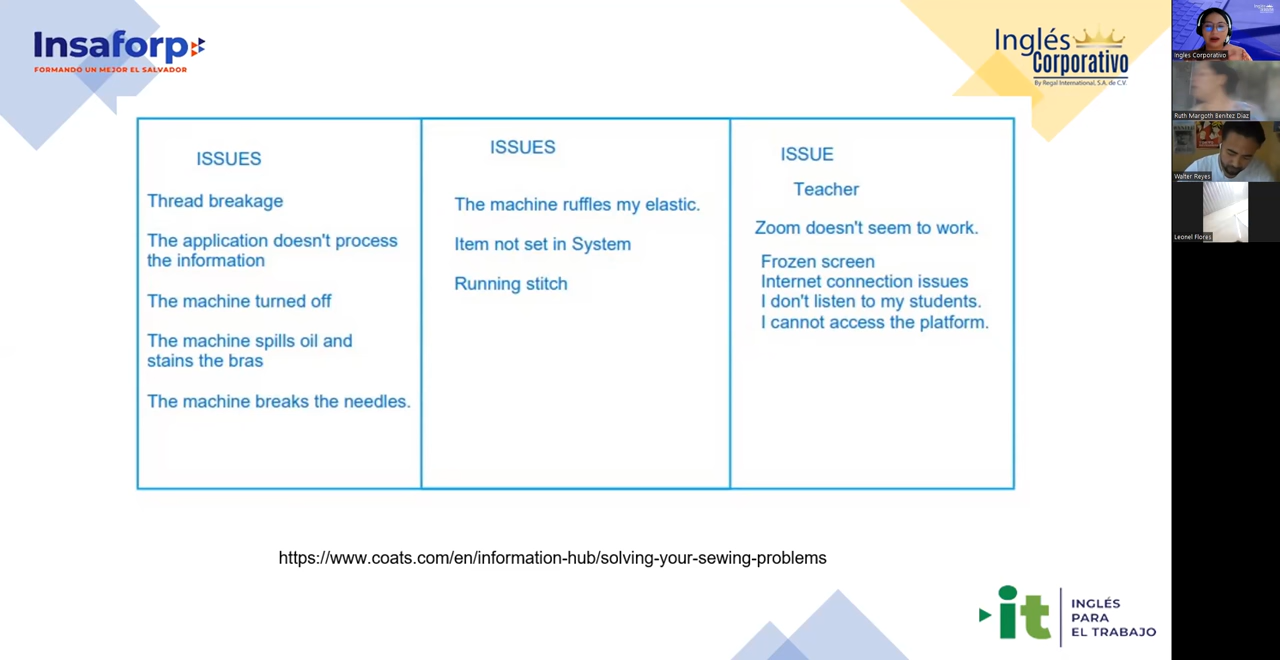 Insaforp
FORMANDO UN MEJOR EL SALVADOR
Inglés
Corporativo
By Regal International, S.A. de C.V.
ISSUES
Thread breakage
The application doesn't process
the information
The machine turned off
The machine spills oil and
stains the bras
The machine breaks the needles.
ISSUES
The machine ruffles my elastic.
Item not set in System
Running stitch
ISSUE
Teacher
Zoom doesn't seem to work.
Frozen screen
Internet connection issues
I don't listen to my students.
I cannot access the platform.
https://www.coats.com/en/information-hub/solving-your-sewing-problems
it
INGLÉS
PARA
EL TRABAJO
Ingles Corporativo
Ruth Margoth Benitez Diaz
Walter Reyes
Leonel Flores